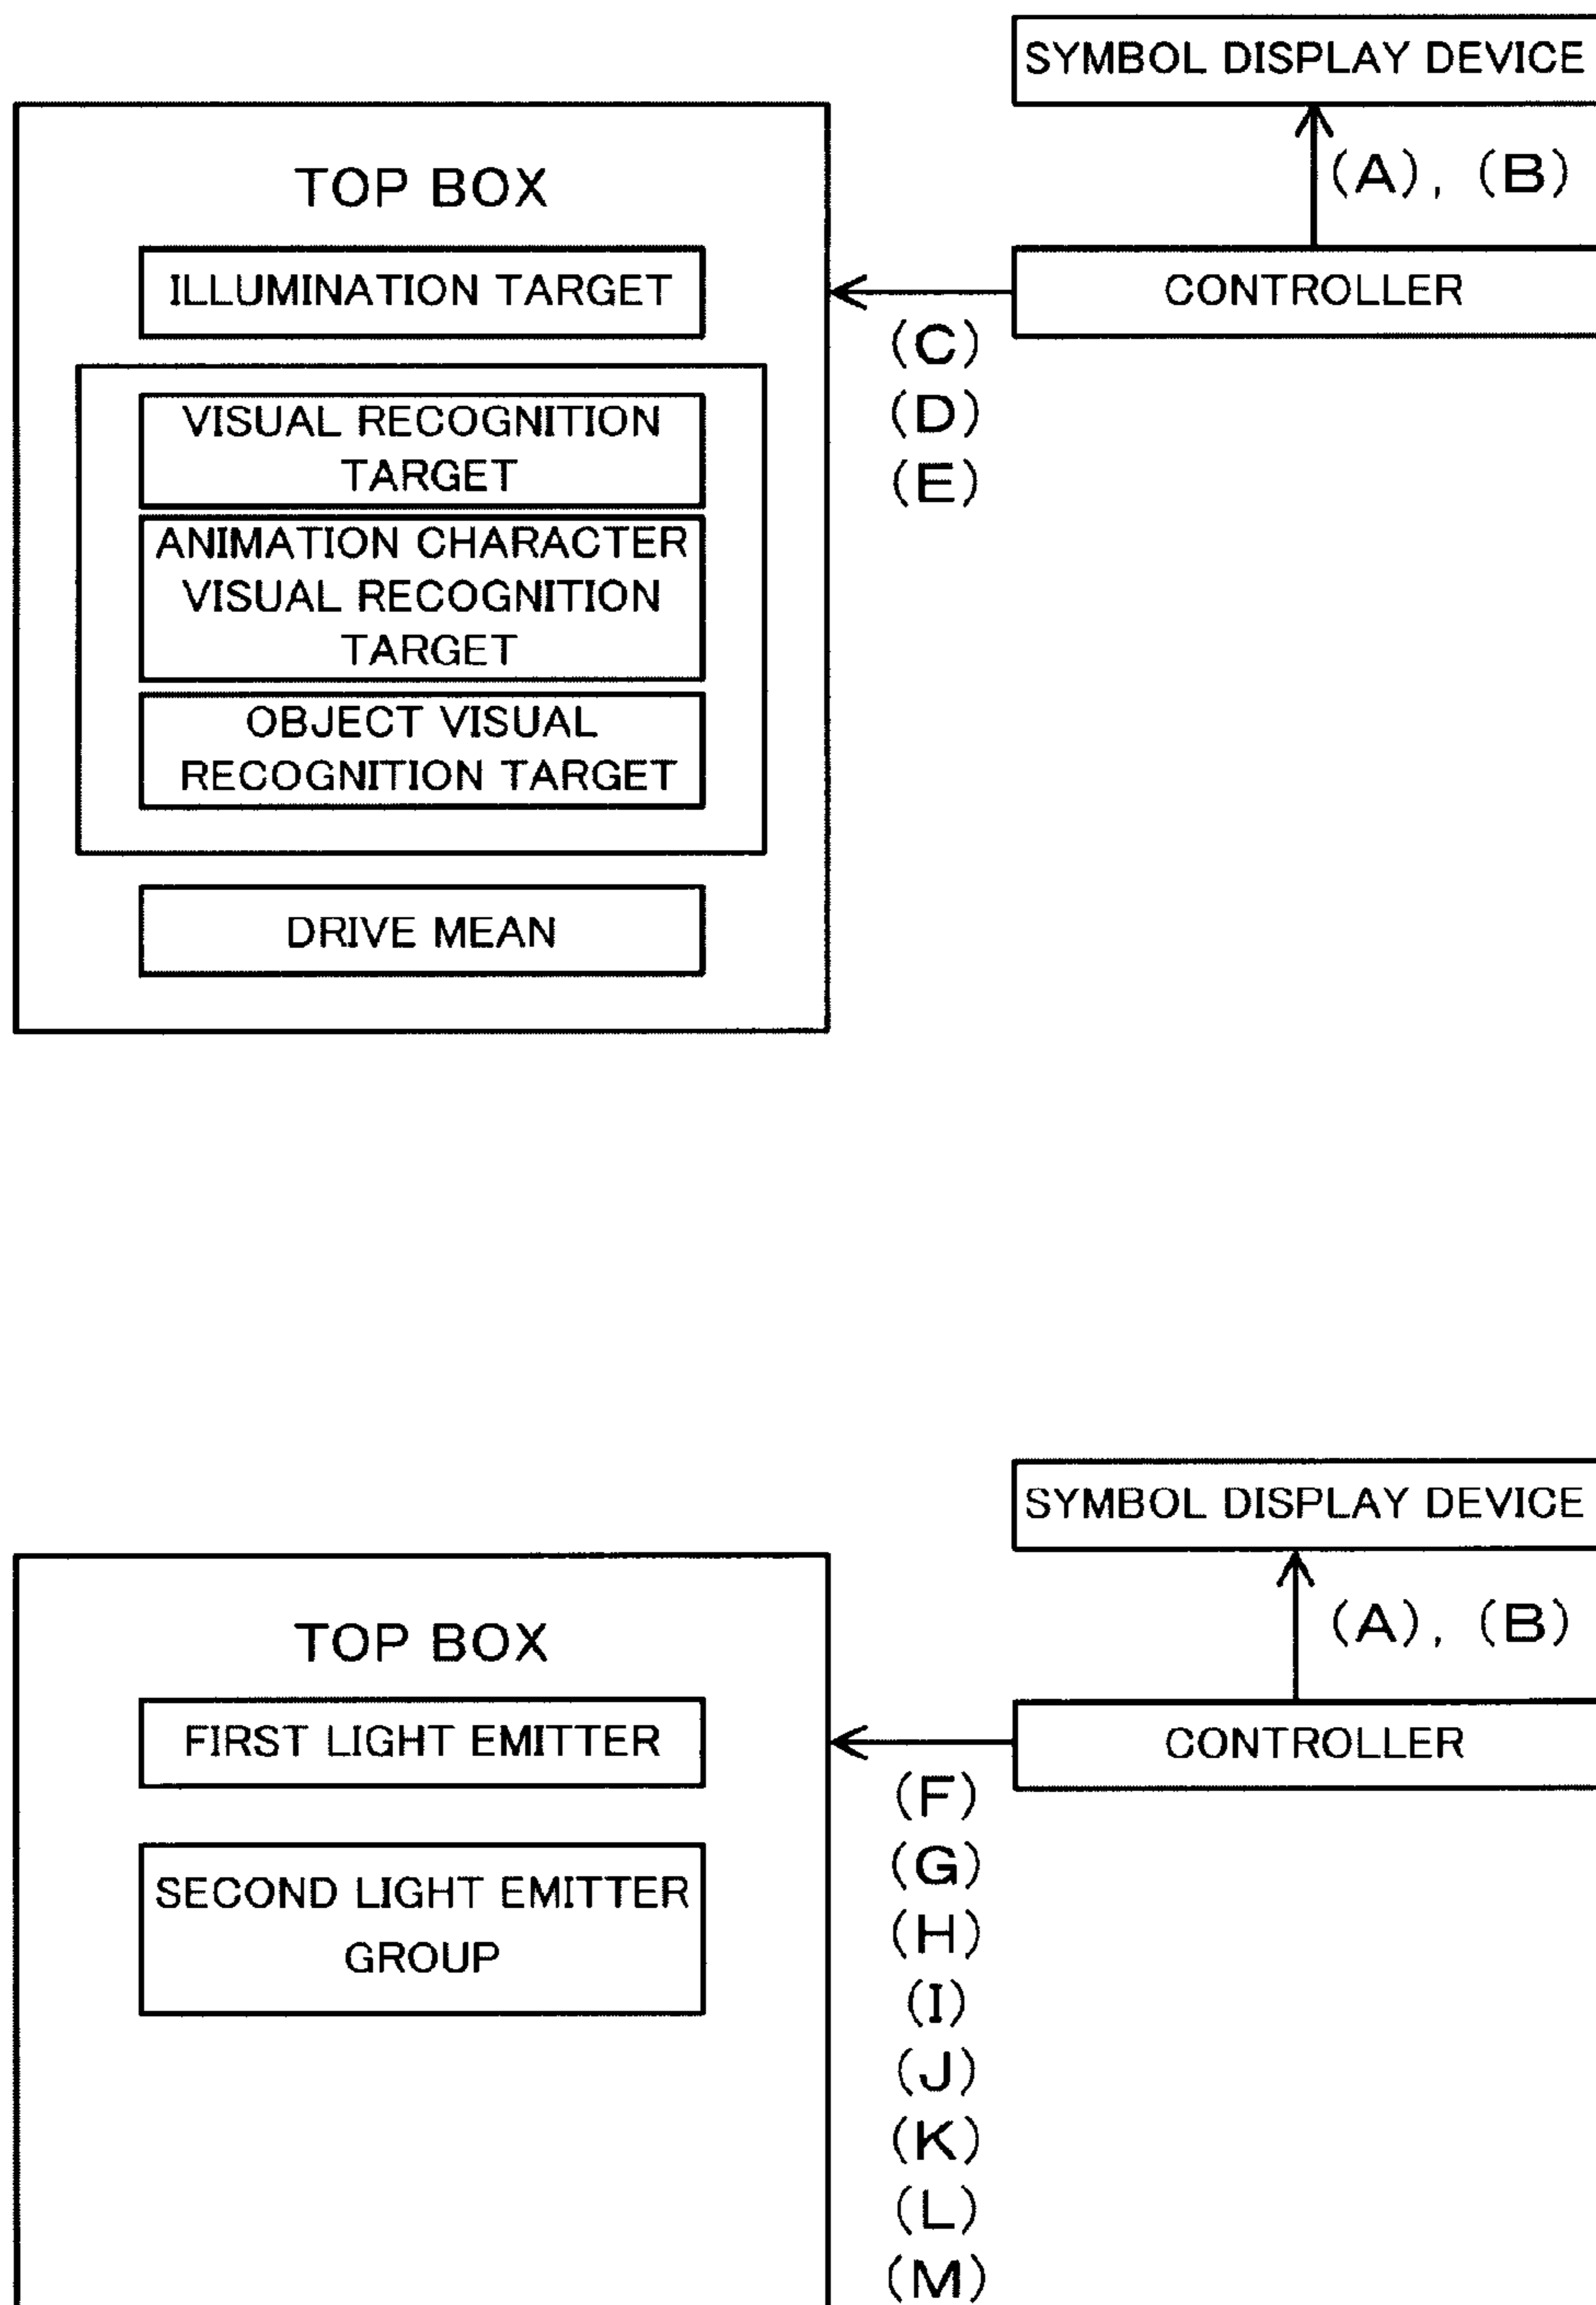 SYMBOL DISPLAY DEVICE
(A), (B)
CONTROLLER
TOP BOX
ILLUMINATION TARGET
VISUAL RECOGNITION
TARGET
ANIMATION CHARACTER
VISUAL RECOGNITION
TARGET
OBJECT VISUAL
RECOGNITION TARGET
DRIVE MEAN
(C)
(D)
(E)
SYMBOL DISPLAY DEVICE
(A), (B)
CONTROLLER
TOP BOX
FIRST LIGHT EMITTER
SECOND LIGHT EMITTER
GROUP
(F)
(G)
(H)
(I)
(J)
(K)
(L)
(M)